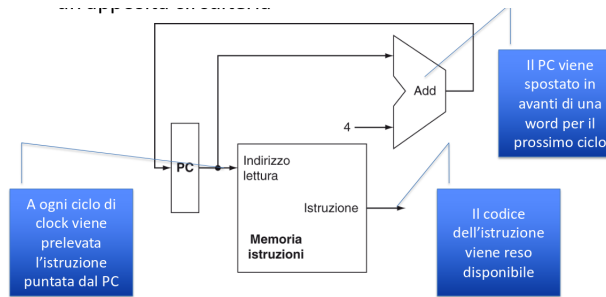 Add
4
PC
Indirizzo
lettura
Istruzione
Memoria
istruzioni
Il PC viene
spostato in
avanti di una
word per il
prossimo ciclo
A ogni ciclo di
clock viene
prelevata
l'istruzione
puntata dal PC
Il codice
dell'istruzione
viene reso
disponibile